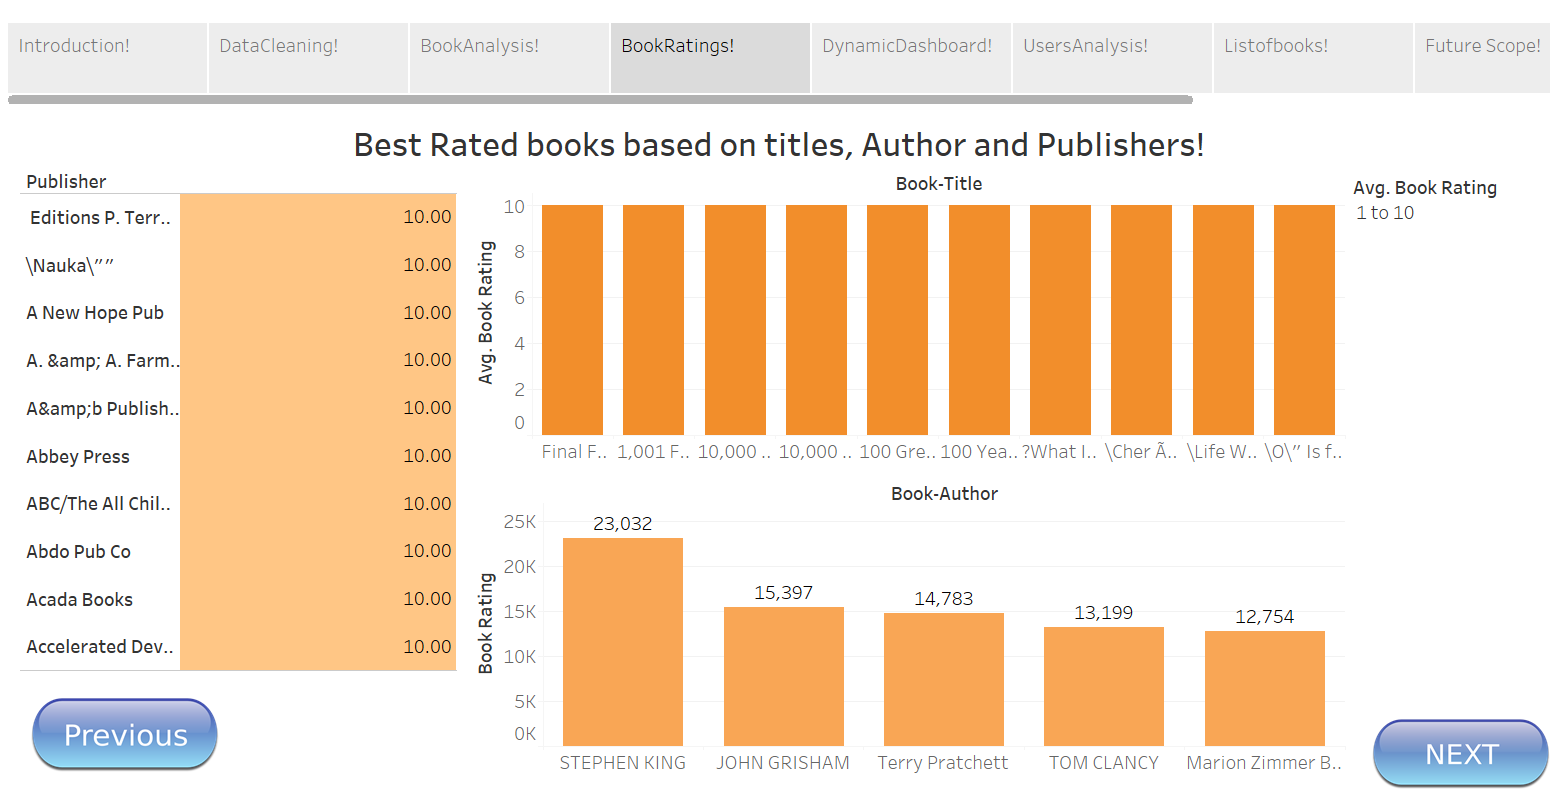 Introduction!
DataCleaning!
BookAnalysis!
BookRatings!
DynamicDashboard!
UsersAnalysis!
Listofbooks!
Future Scope!
Best Rated books based on titles, Author and Publishers!
Publisher
Editions P. Terr.. 10.00
\Nauka\"" 10.00
A New Hope Pub 10.00
A. &amp; A. Farm.. 10.00
A&amp;b Publish.. 10.00
Abbey Press 10.00
ABC/The All Chil.. 10.00
Abdo Pub Co 10.00
Acada Books 10.00
Accelerated Dev.. 10.00
Book-Title
Avg. Book Rating
10
8
6
4
2
0
Final F.. 1,001 F.. 10,000 .. 10,000 .. 100 Gre.. 100 Yea.. ?What I.. \Cher Ã.. \Life W.. \O\" Is f..
Avg. Book Rating
1 to 10
Book-Author
Book Rating
25K
20K
15K
10K
5K
0K
23,032
15,397
14,783
13,199
12,754
STEPHEN KING
JOHN GRISHAM
Terry Pratchett
TOM CLANCY
Marion Zimmer B..
Previous
NEXT